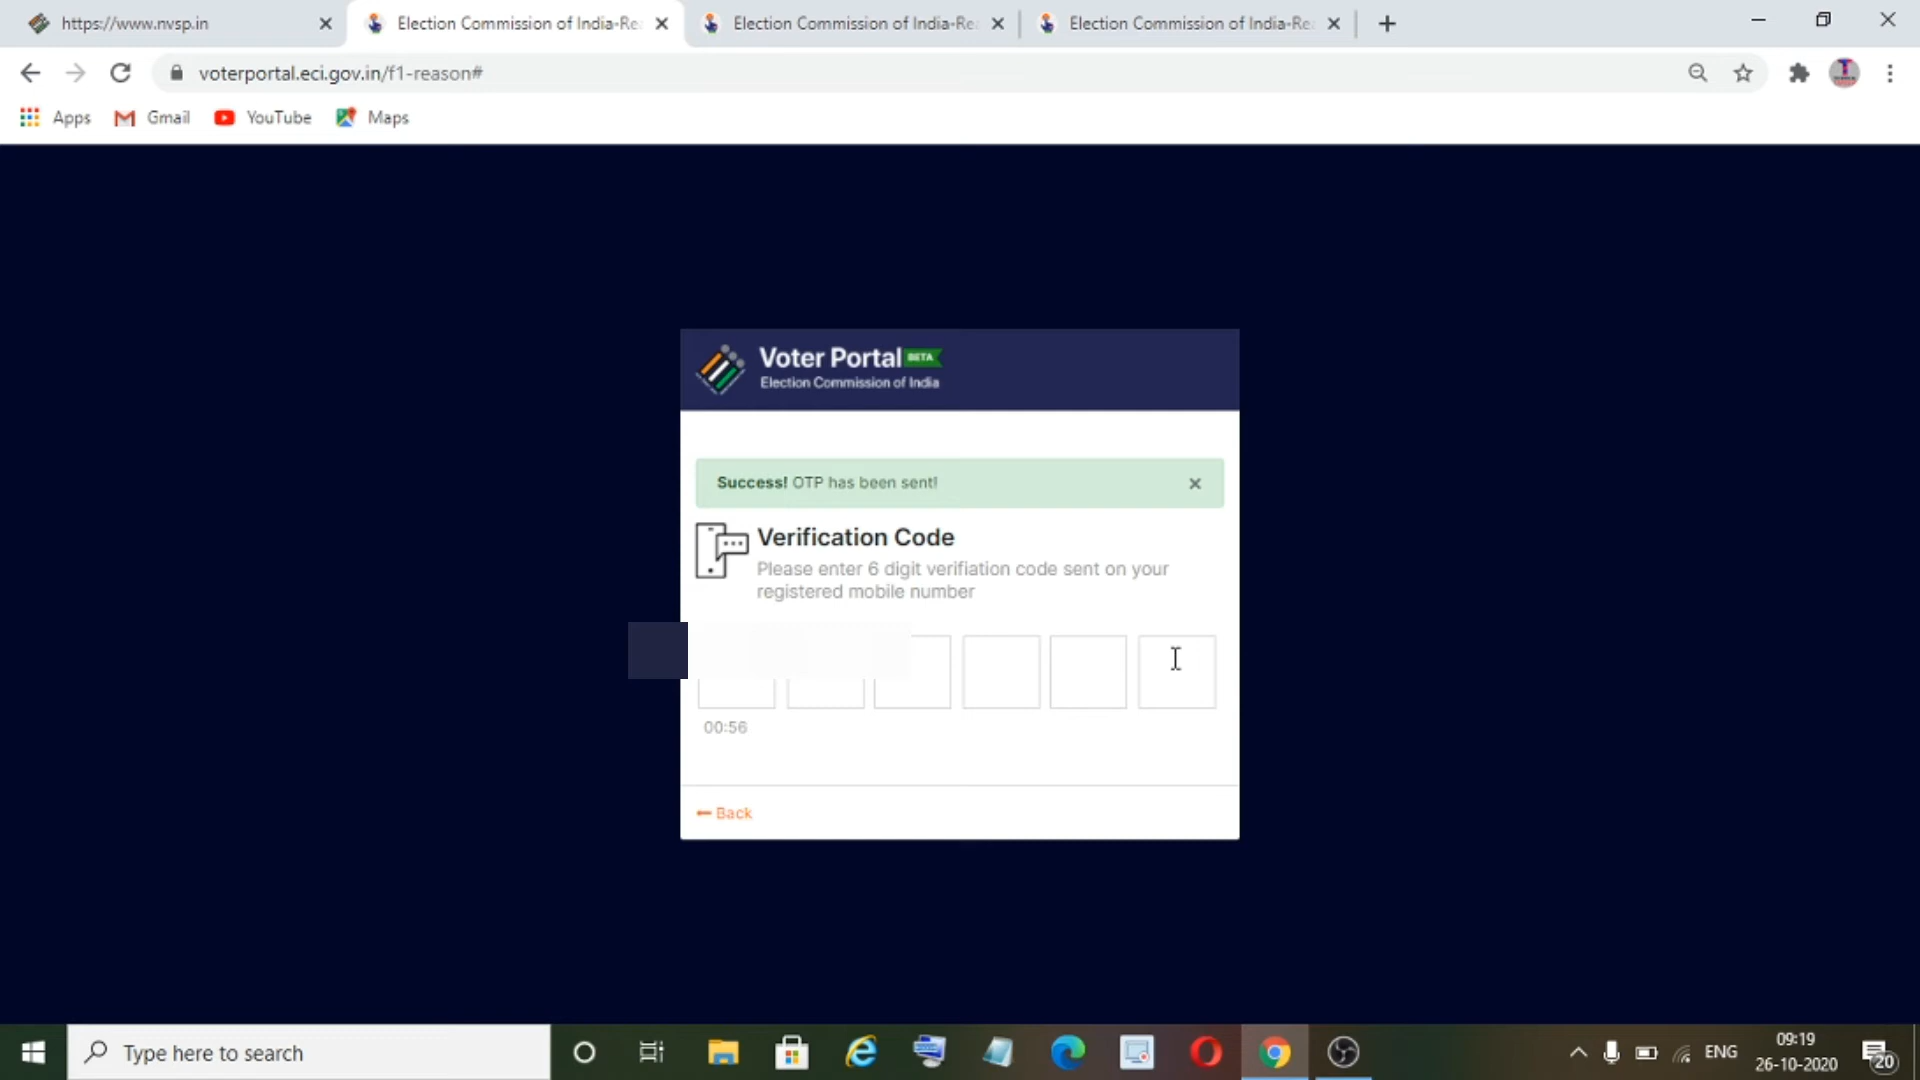 https://www.nvsp.in
Election Commission of India-Re
Election Commission of India-Re
Election Commission of India-Re
voterportal.eci.gov.in/f1-reason#
Apps
Gmail
YouTube
Maps
Voter Portal BETA
Election Commission of India
Success! OTP has been sent!
Verification Code
Please enter 6 digit verifiation code sent on your
registered mobile number
00:56
Back
Type here to search
ENG
09:19
26-10-2020
20